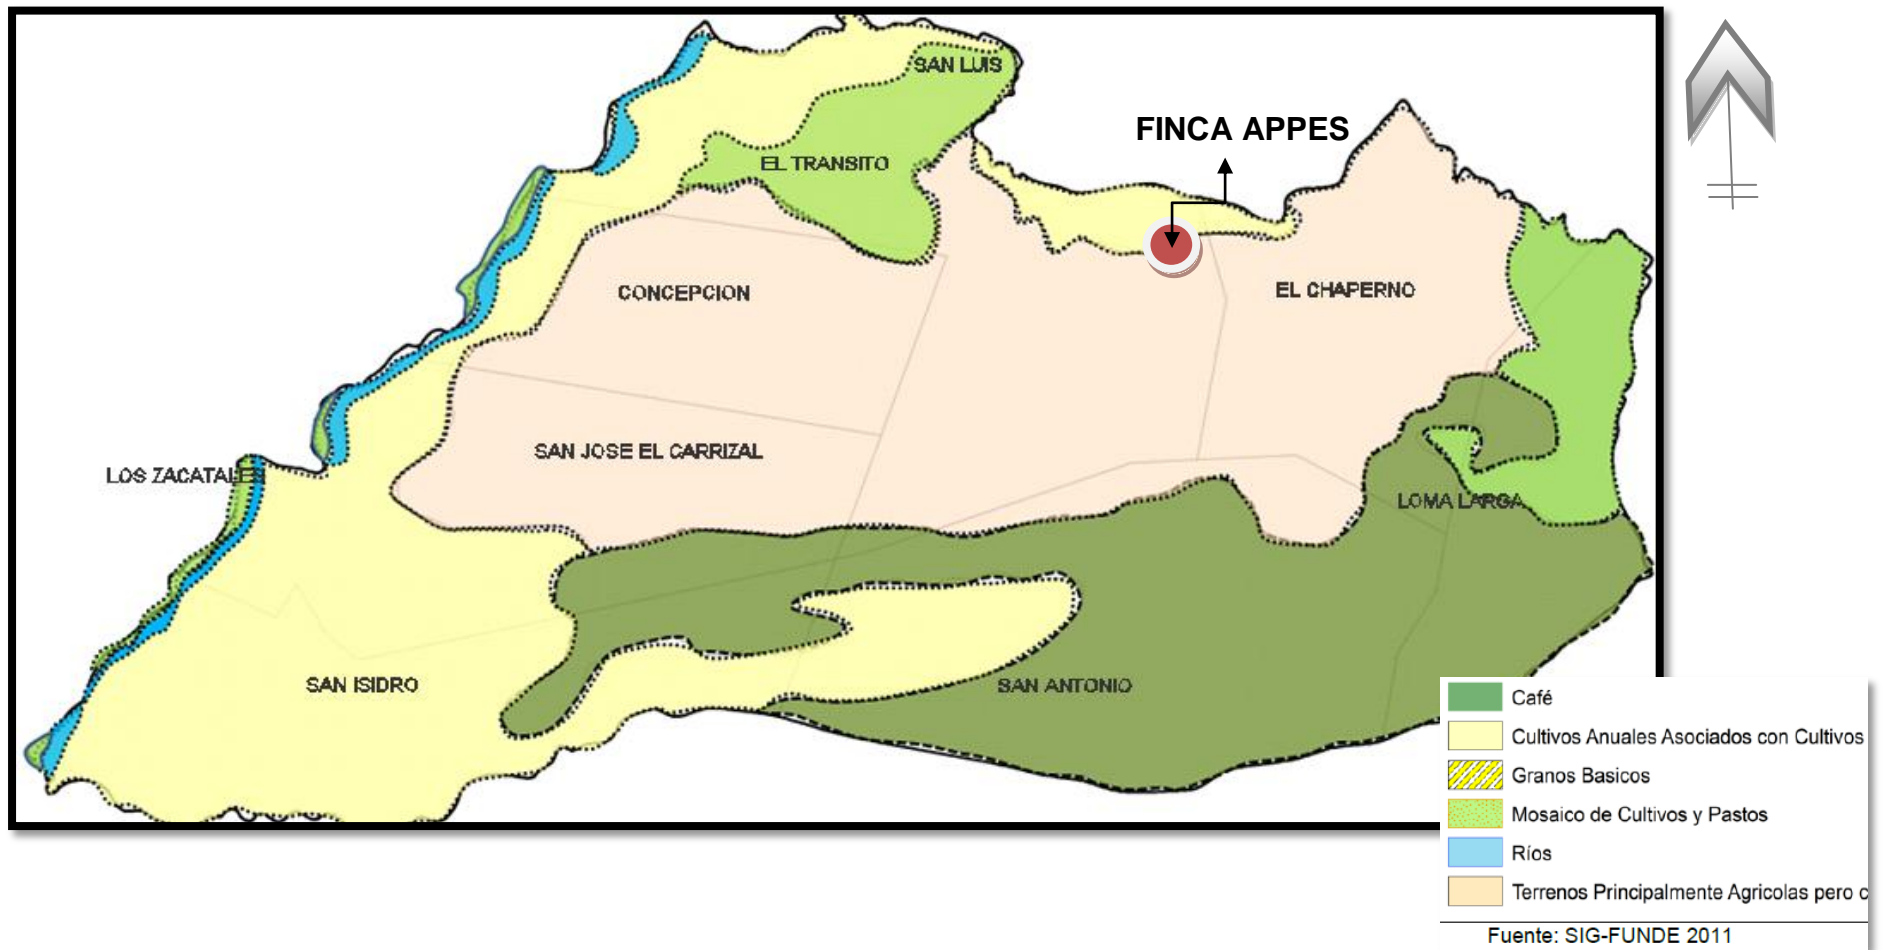 SAN LUIS
FINCA APPES
EL TRANSITO
CONCEPCION
EL CHAPERNO
SAN JOSE EL CARRIZAL
LOS ZACATALES
LOMA LARGA
SAN ISIDRO
SAN ANTONIO
Café
Cultivos Anuales Asociados con Cultivos
Granos Basicos
Mosaico de Cultivos y Pastos
Ríos
Terrenos Principalmente Agricolas pero c
Fuente: SIG-FUNDE 2011